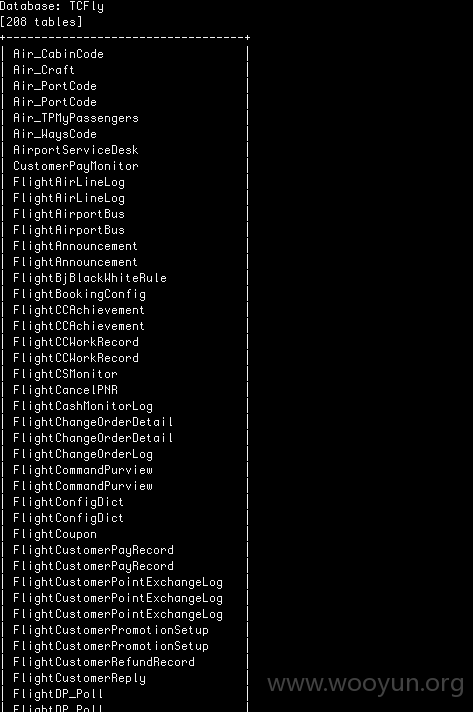 Database: TCFly
[208 tables]
+----------------------------------+
| Air_CabinCode |
| Air_Craft |
| Air_PortCode |
| Air_PortCode |
| Air_TPMyPassengers |
| Air_WaysCode |
| AirportServiceDesk |
| CustomerPayMonitor |
| FlightAirLineLog |
| FlightAirLineLog |
| FlightAirportBus |
| FlightAirportBus |
| FlightAnnouncement |
| FlightAnnouncement |
| FlightBjBlackWhiteRule |
| FlightBookingConfig |
| FlightCCAchievement |
| FlightCCAchievement |
| FlightCCWorkRecord |
| FlightCCWorkRecord |
| FlightCSMonitor |
| FlightCancelPNR |
| FlightCashMonitorLog |
| FlightChangeOrderDetail |
| FlightChangeOrderDetail |
| FlightChangeOrderLog |
| FlightCommandPurview |
| FlightCommandPurview |
| FlightConfigDict |
| FlightConfigDict |
| FlightCoupon |
| FlightCustomerPayRecord |
| FlightCustomerPayRecord |
| FlightCustomerPointExchangeLog |
| FlightCustomerPointExchangeLog |
| FlightCustomerPointExchangeLog |
| FlightCustomerPromotionSetup |
| FlightCustomerPromotionSetup |
| FlightCustomerRefundRecord |
| FlightCustomerReply |
| FlightDP_Poll |
| FlightDP_Poll |
www.wooyun.org